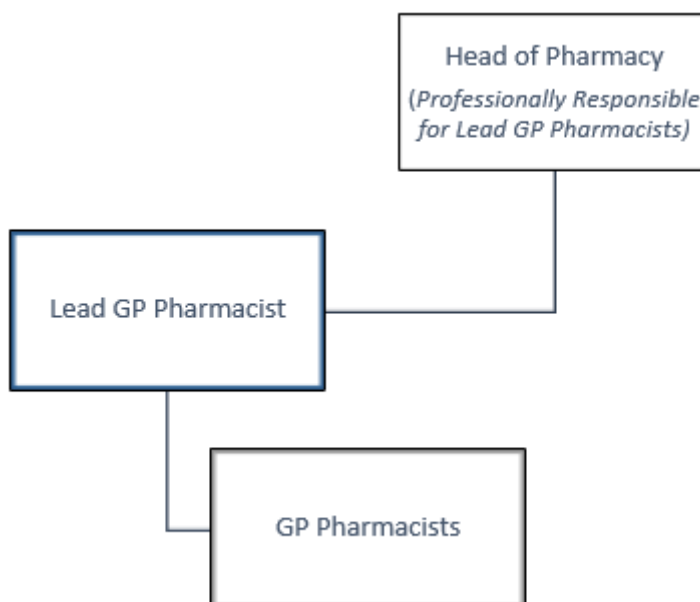 Head of Pharmacy
(Professionally Responsible
for Lead GP Pharmacists)
Lead GP Pharmacist
GP Pharmacists